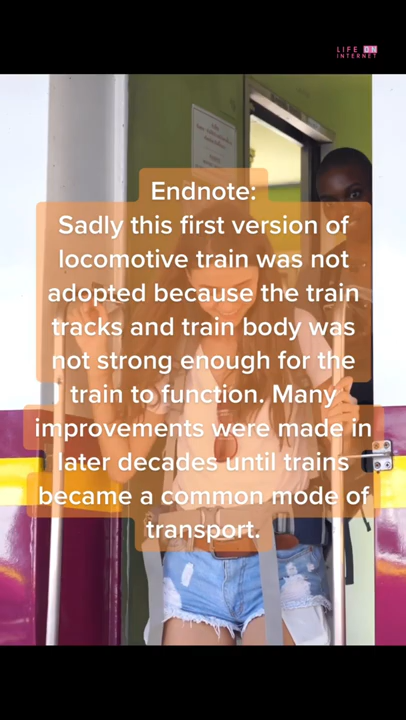 LIFE ON
INTERNET
Endnote:
Sadly this first version of
locomotive train was not
adopted because the train
tracks and train body was
not strong enough for the
train to function. Many
improvements were made in
later decades until trains
became a common mode of
transport.